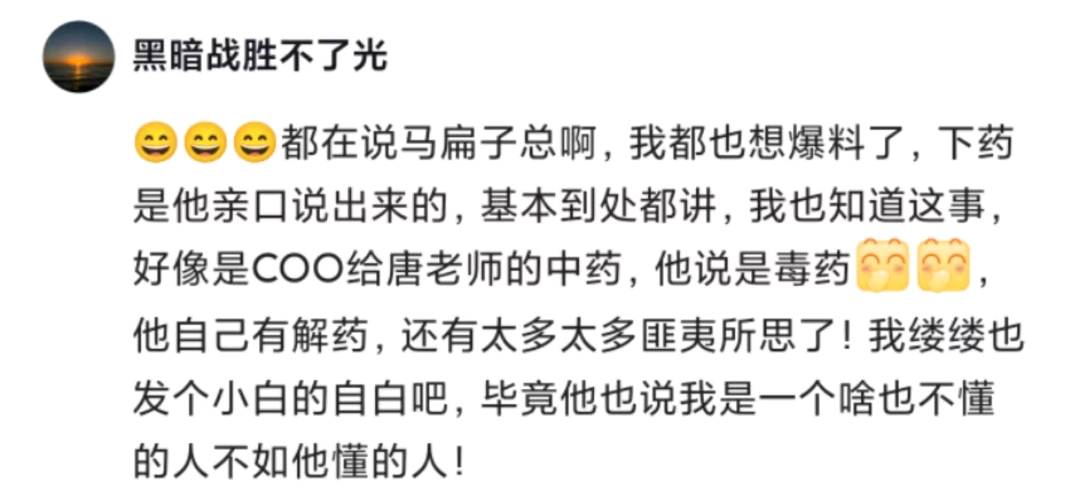 黑暗战胜不了光
😄😄😄都在说马扁子总啊，我都也想爆料了，下药
是他亲口说出来的，基本到处都讲，我也知道这事，
好像是COO给唐老师的中药，他说是毒药🤭🤭，
他自己有解药，还有太多太多匪夷所思了！我缕缕也
发个小白的自白吧，毕竟他也说我是一个啥也不懂
的人不如他懂的人！